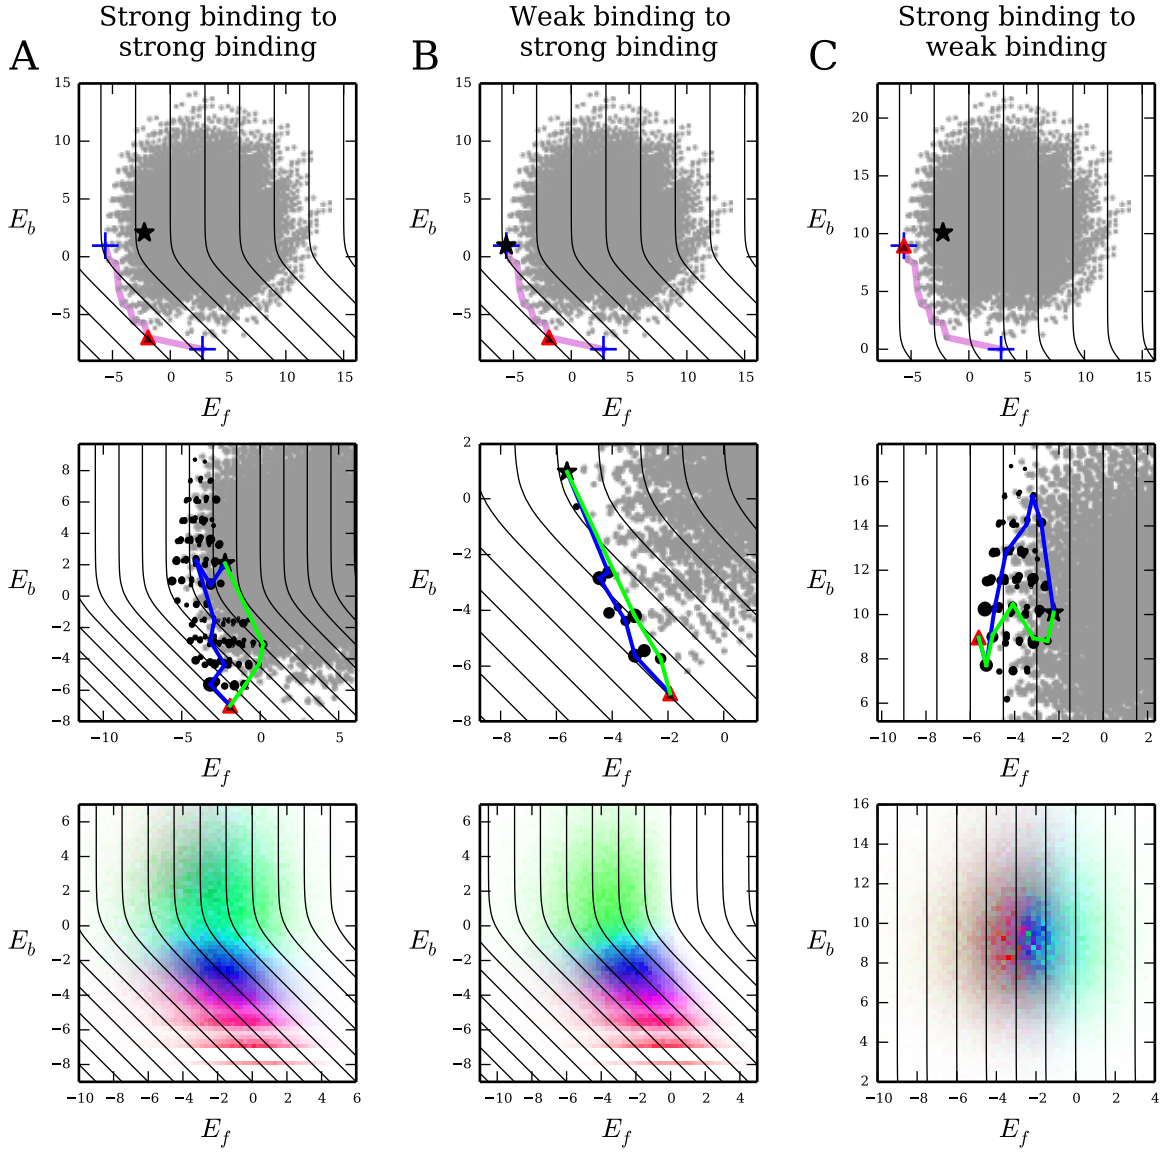 Strong binding to
strong binding
Weak binding to
strong binding
Strong binding to
weak binding
A
B
C
15
10
5
0
−5
E_b
−5 0 5 10 15
E_f
15
10
5
0
−5
E_b
−5 0 5 10 15
E_f
20
15
10
5
0
E_b
−5 0 5 10 15
E_f
8
6
4
2
0
−2
−4
−6
−8
E_b
−10 −5 0 5
E_f
2
0
−2
−4
−6
−8
E_b
−8 −6 −4 −2 0
E_f
16
14
12
10
8
6
E_b
−10 −8 −6 −4 −2 0 2
E_f
6
4
2
0
−2
−4
−6
−8
E_b
−10 −8 −6 −4 −2 0 2 4 6
E_f
6
4
2
0
−2
−4
−6
−8
E_b
−10 −8 −6 −4 −2 0 2 4
E_f
16
14
12
10
8
6
4
2
E_b
−10 −8 −6 −4 −2 0 2 4
E_f